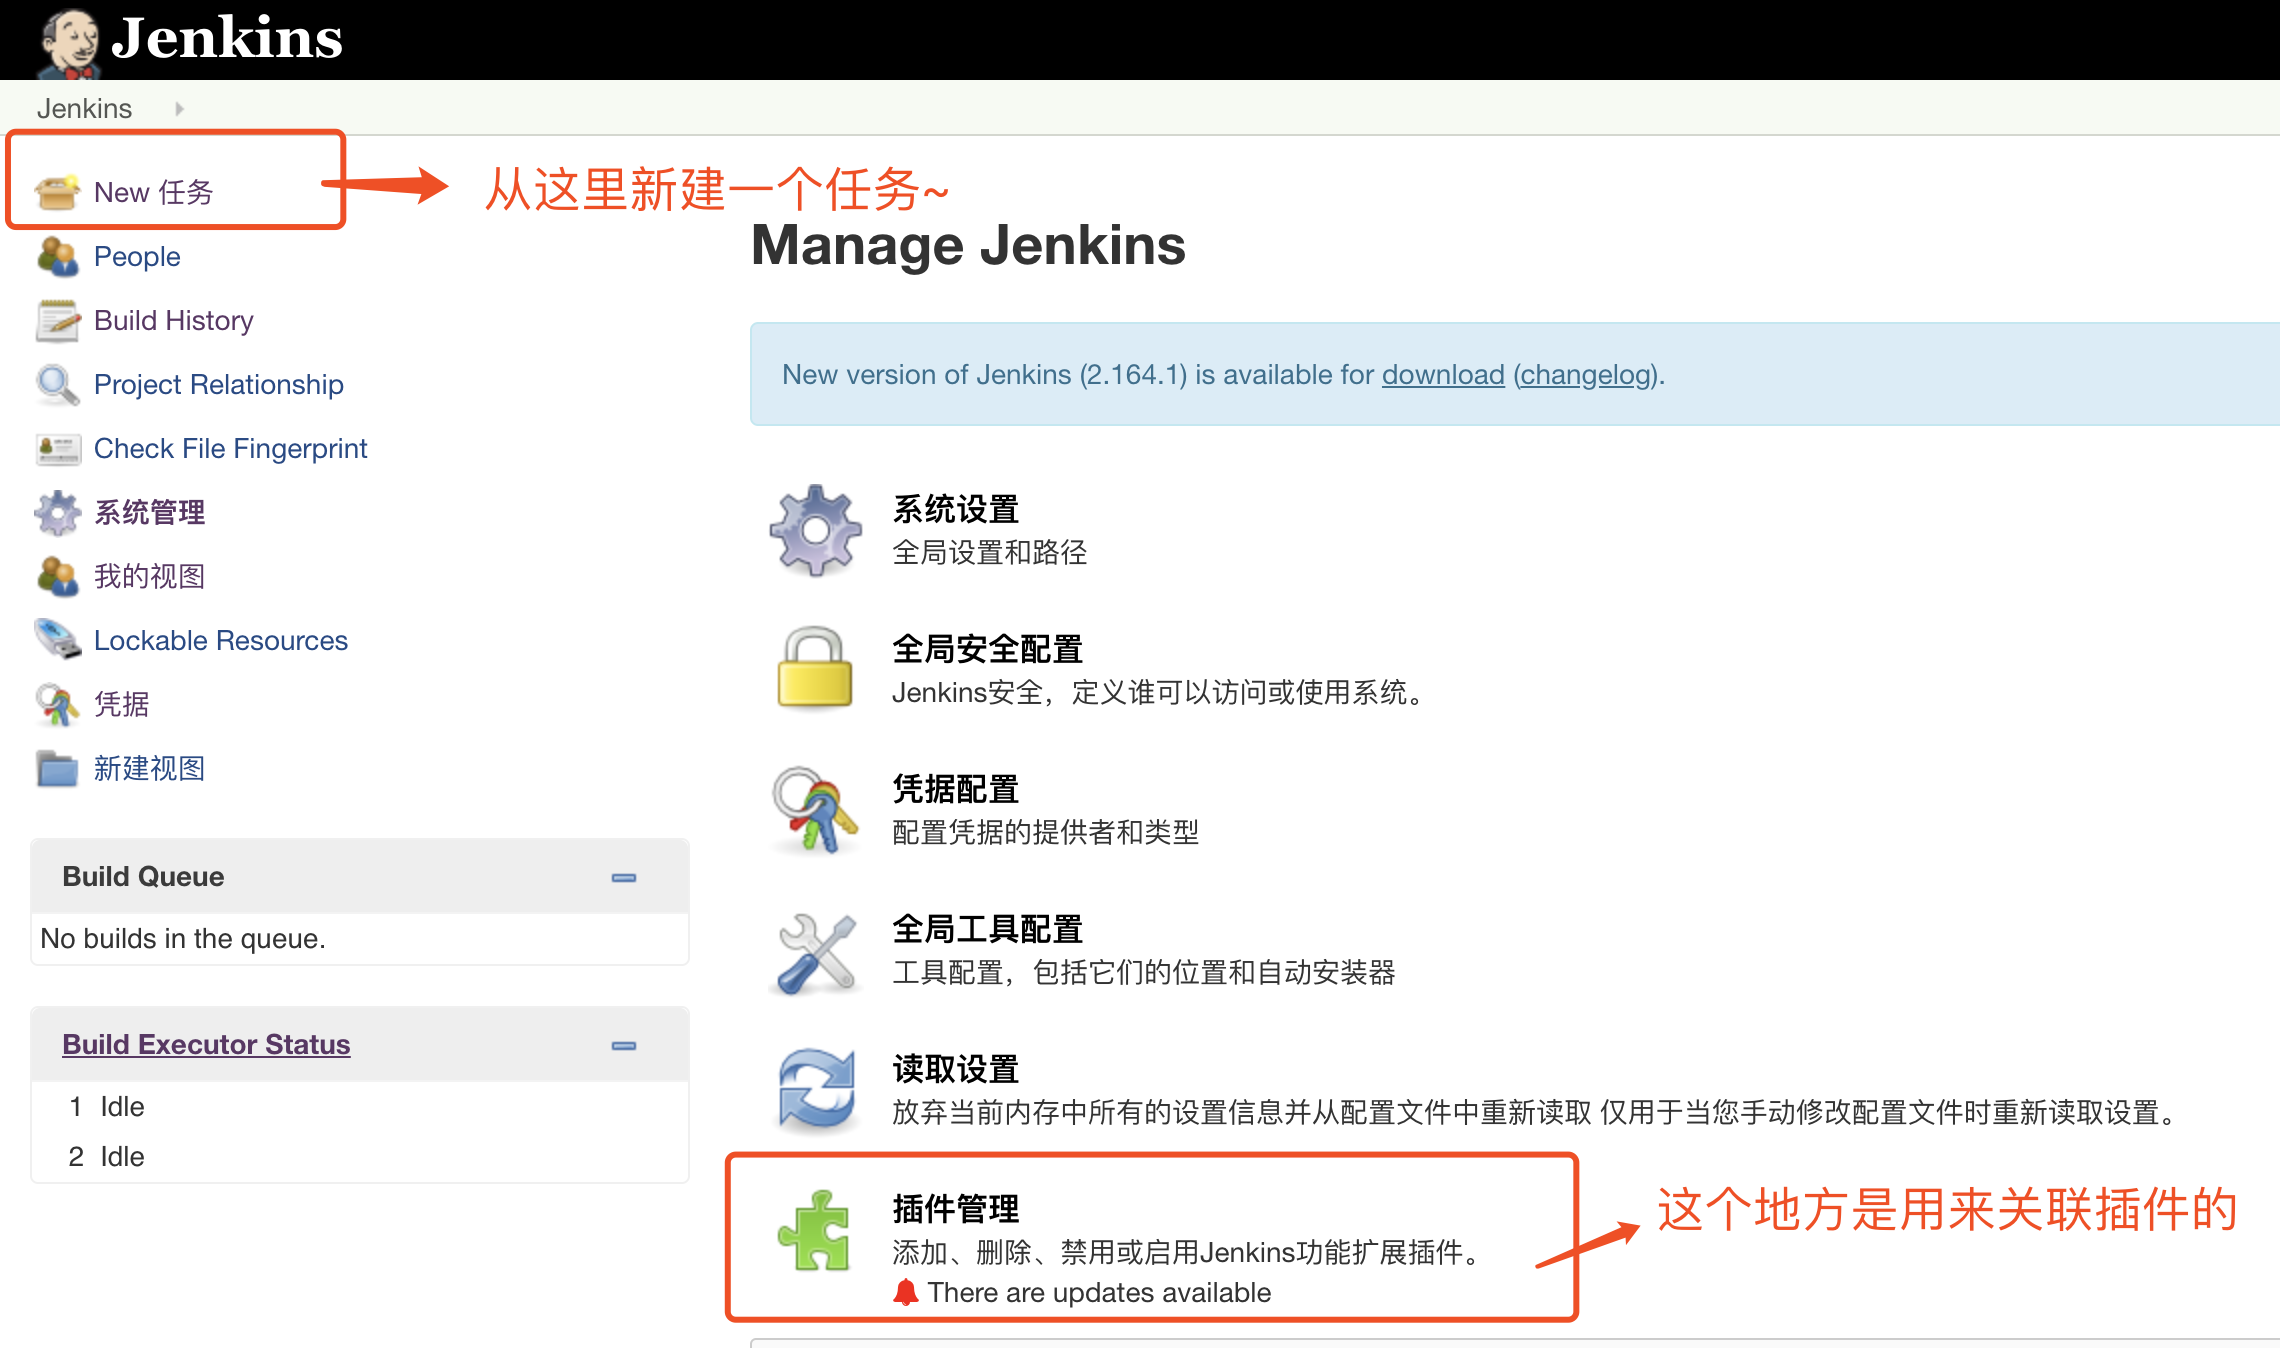 Jenkins
Jenkins
New 任务
从这里新建一个任务~
People
Build History
Project Relationship
Check File Fingerprint
系统管理
我的视图
Lockable Resources
凭据
新建视图
Build Queue
No builds in the queue.
Build Executor Status
1 Idle
2 Idle
Manage Jenkins
New version of Jenkins (2.164.1) is available for download (changelog).
系统设置
全局设置和路径
全局安全配置
Jenkins安全，定义谁可以访问或使用系统。
凭据配置
配置凭据的提供者和类型
全局工具配置
工具配置，包括它们的位置和自动安装器
读取设置
放弃当前内存中所有的设置信息并从配置文件中重新读取 仅用于当您手动修改配置文件时重新读取设置。
插件管理
添加、删除、禁用或启用Jenkins功能扩展插件。
There are updates available
这个地方是用来关联插件的